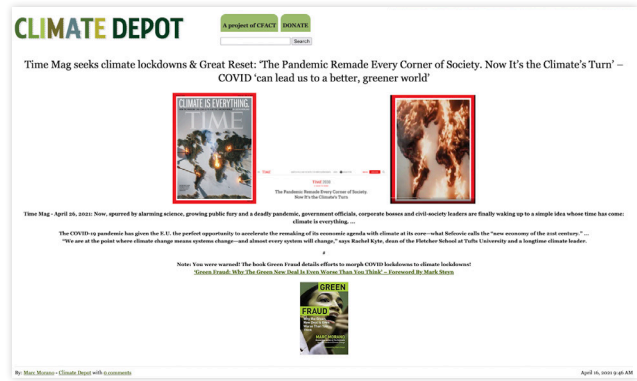 CLIMATE DEPOT
A project of CFACT
DONATE
Search
Time Mag seeks climate lockdowns & Great Reset: ‘The Pandemic Remade Every Corner of Society. Now It’s the Climate’s Turn’ –
COVID ‘can lead us to a better, greener world’
CLIMATE IS EVERYTHING.
TIME
The Pandemic Remade Every Corner of Society.
Now It’s the Climate’s Turn
Time Mag - April 26, 2021: Now, spurred by alarming science, growing public fury and a deadly pandemic, government officials, corporate bosses and civil-society leaders are finally waking up to a simple idea whose time has come:
climate is everything. ...
The COVID-19 pandemic has given the E.U. the perfect opportunity to accelerate the remaking of its economic agenda with climate at its core—what Sefcovic calls the “new economy of the 21st century.” ...
“We are at the point where climate change means systems change—and almost every system will change,” says Rachel Kyte, dean of the Fletcher School at Tufts University and a longtime climate leader.
#
Note: You were warned! The book Green Fraud details efforts to morph COVID lockdowns to climate lockdowns!
‘Green Fraud: Why The Green New Deal Is Even Worse Than You Think’ – Foreword By Mark Steyn
GREEN
FRAUD
MARC MORANO
By: Marc Morano - Climate Depot with 0 comments
April 16, 2021 9:46 AM